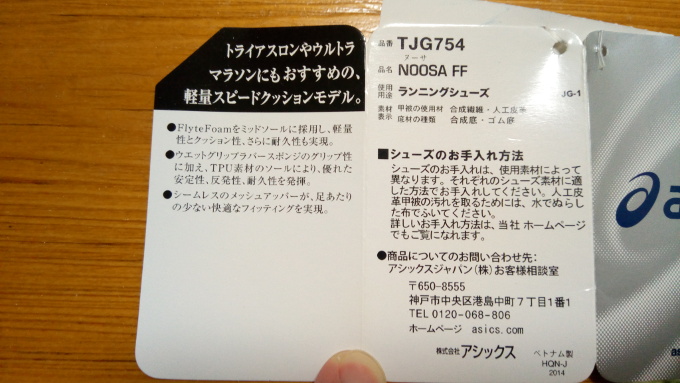 トライアスロンやウルトラ
マラソンにもおすすめの、
軽量スピードクッションモデル。
●FlyteFoamをミッドソールに採用し、軽量
性とクッション性、さらに耐久性も実現。
●ウエットグリップラバースポンジのグリップ性
に加え、TPU素材のソールにより、優れた
安定性、反発性、耐久性を発揮。
●シームレスのメッシュアッパーが、足あたり
の少ない快適なフィッティングを実現。
品番 TJG754
ヌーサ
品名 NOOSA FF
使用用途 ランニングシューズ JG-1
素材表示 甲被の使用材 合成繊維・人工皮革
底材の種類 合成底・ゴム底
■シューズのお手入れ方法
シューズのお手入れは、使用素材によって
異なります。それぞれのシューズ素材に適
した方法でお手入れしてください。人工皮
革甲被の汚れを取るためには、水でぬらし
た布でふいてください。
詳しいお手入れ方法は、当社 ホームページ
でもご覧になれます。
●商品についてのお問い合わせ先：
アシックスジャパン(株)お客様相談室
〒650-8555
神戸市中央区港島中町7丁目1番1
TEL 0120-068-806
ホームページ asics.com
株式会社 アシックス
ベトナム製
HQN-J
2014
as